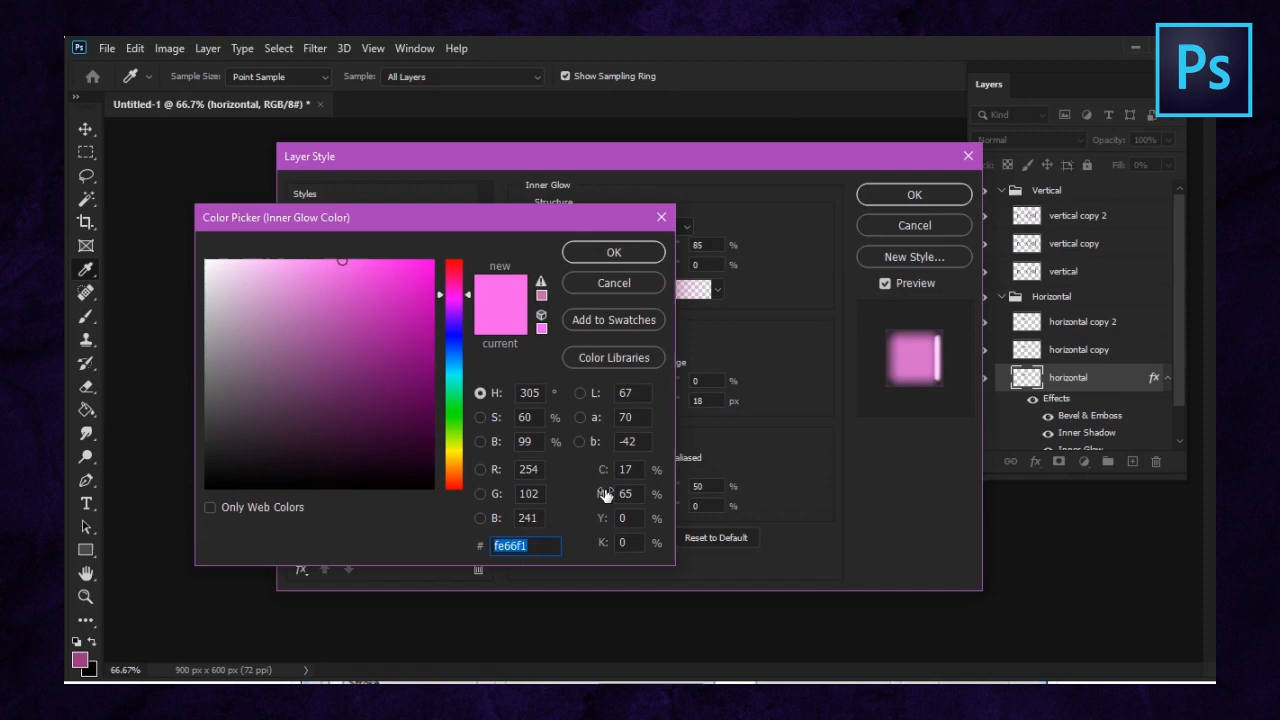 Ps File Edit Image Layer Type Select Filter 3D View Window Help
Ps
Sample Size: Point Sample Sample: All Layers Show Sampling Ring
Untitled-1 @ 66.7% (horizontal, RGB/8#) * ×
Layers
Kind
Normal Opacity: 100%
Fill: 0%
Layer Style
Styles
Inner Glow
Structure
85 %
0 %
0 %
18 px
50 %
0 %
Reset to Default
OK
Cancel
New Style...
Preview
Color Picker (Inner Glow Color)
new
current
OK
Cancel
Add to Swatches
Color Libraries
H: 305 ° L: 67
S: 60 % a: 70
B: 99 % b: -42
R: 254 C: 17 %
G: 102 65 %
B: 241 Y: 0 %
# fe66f1 K: 0 %
Only Web Colors
fx
Vertical
vertical copy 2
vertical copy
vertical
Horizontal
horizontal copy 2
horizontal copy
horizontal fx
Effects
Bevel & Emboss
Inner Shadow
fx
66.67% 900 px x 600 px (72 ppi)